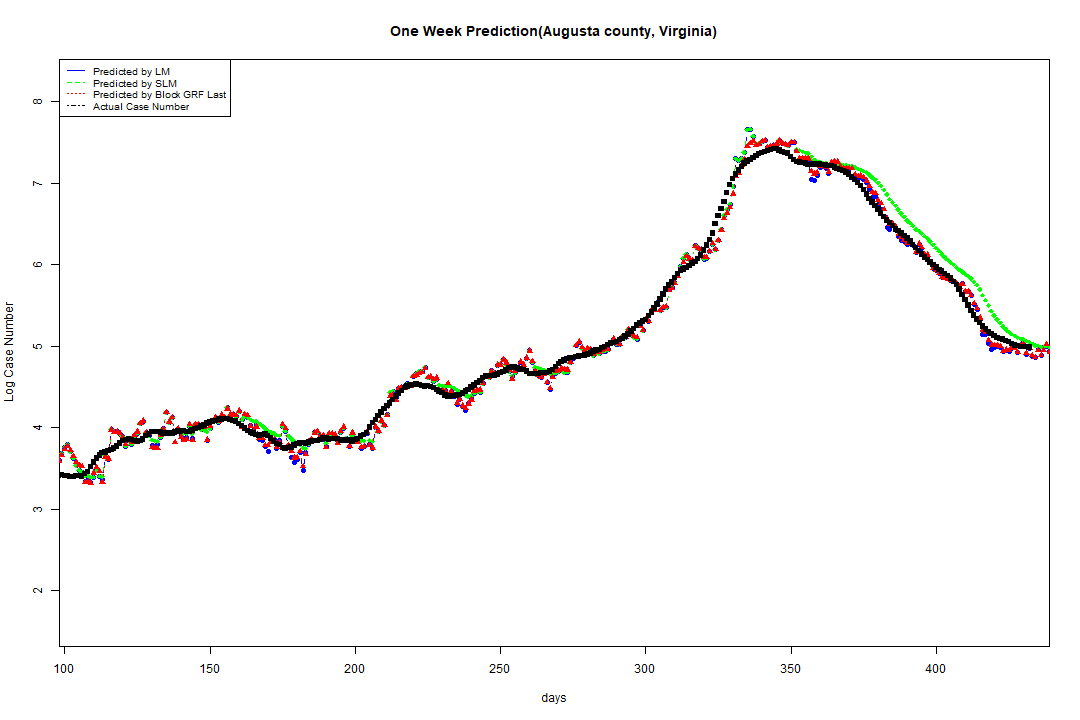 One Week Prediction(Augusta county, Virginia)
Predicted by LM
Predicted by SLM
Predicted by Block GRF Last
Actual Case Number
8
7
6
5
4
3
2
Log Case Number
100 150 200 250 300 350 400
days